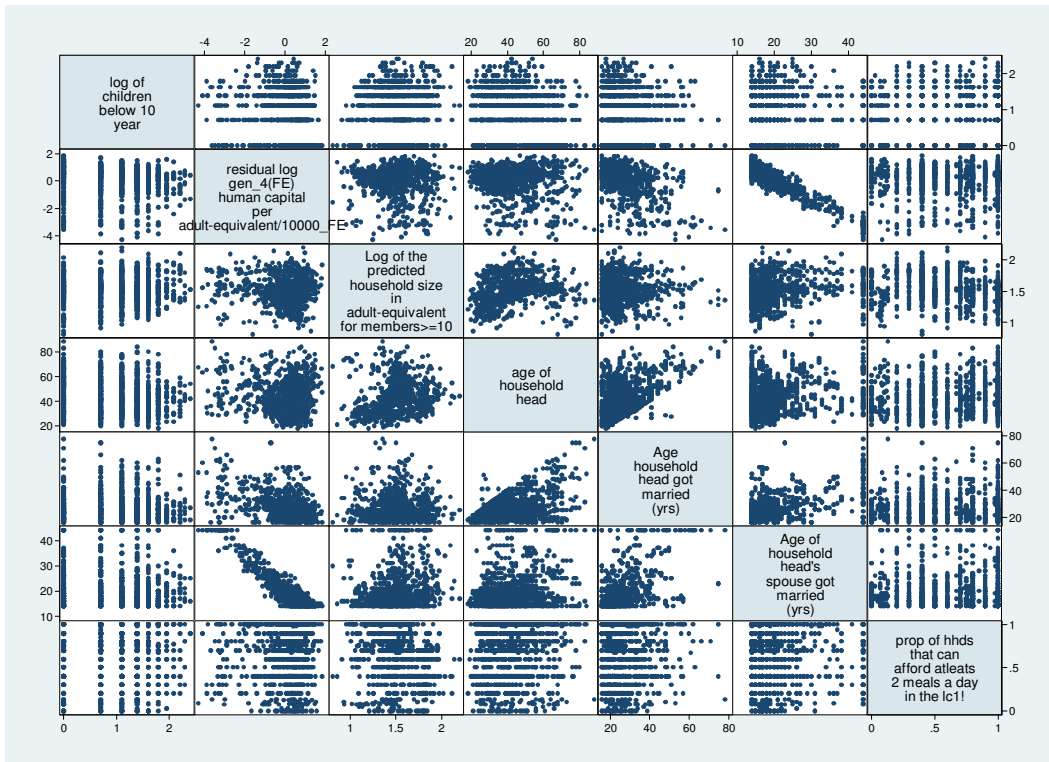 -4 -2 0 2
20 40 60 80
10 20 30 40
log of
children
below 10
year
0
1
2
-4
-2
0
2
residual log
gen_4(FE)
human capital
per
adult-equivalent/10000_FE
Log of the
predicted
household size
in
adult-equivalent
for members>=10
1
1.5
2
20
40
60
80
age of
household
head
Age
household
head got
married
(yrs)
20
40
60
80
10
20
30
40
Age of
household
head's
spouse got
married
(yrs)
prop of hhds
that can
afford atleats
2 meals a day
in the lc1!
0
.5
1
0 1 2
1 1.5 2
20 40 60 80
0 .5 1